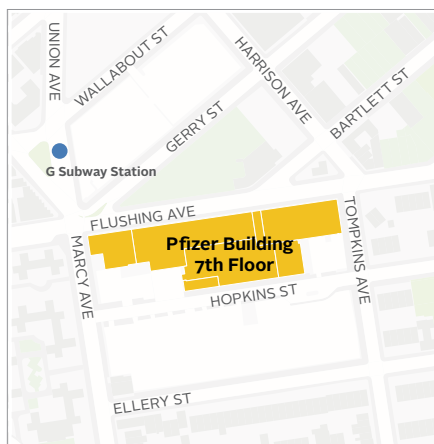 UNION AVE
WALLABOUT ST
HARRISON AVE
GERRY ST
BARTLETT ST
G Subway Station
FLUSHING AVE
TOMPKINS AVE
MARCY AVE
Pfizer Building
7th Floor
HOPKINS ST
ELLERY ST